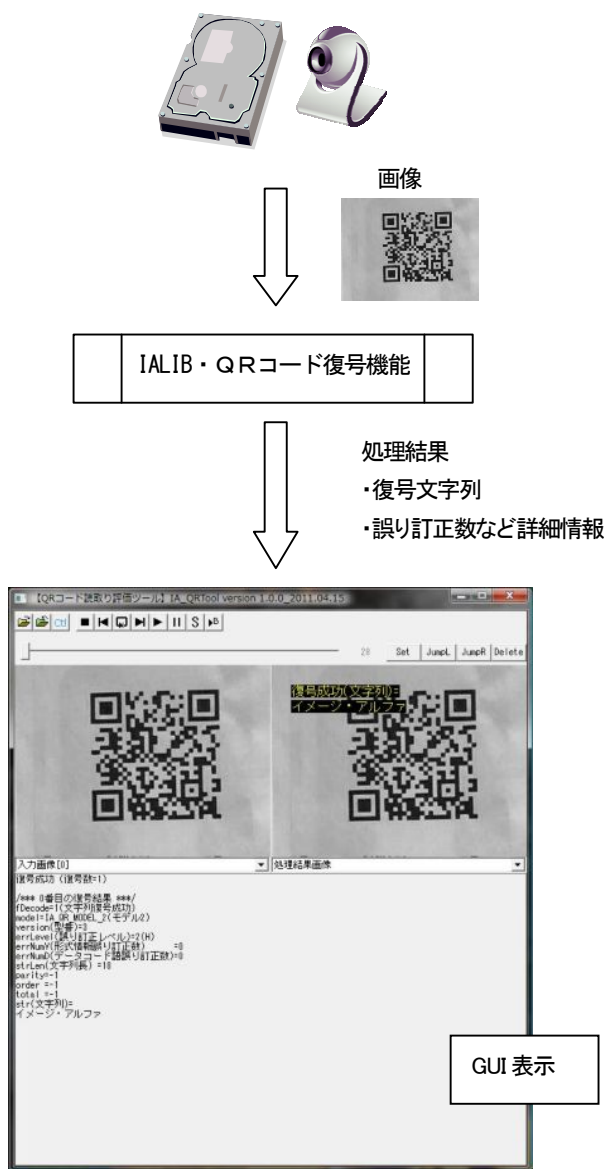 画像
IALIB・QRコード復号機能
処理結果
・復号文字列
・誤り訂正数など詳細情報
【QRコード読取り評価ツール】IA_QRTool version 1.0.0_2011.04.15
Ctl S D
20 Set JumpL JumpR Delete
復号成功(文字列)=
イメージ・アルファ
入力画像[0] 処理結果画像
復号成功 (復号数=1)
/*** 0番目の復号結果 ***/
fDecode=1(文字列復号成功)
model=IA_QR_MODEL_2(モデル2)
version(型番)=3
errLevel(誤り訂正レベル)=2(H)
errNumV(形式情報誤り訂正数) =0
errNumD(データコード語誤り訂正数)=0
strLen(文字列長) =18
parity=-1
order =-1
total =-1
str(文字列)=
イメージ・アルファ
GUI 表示